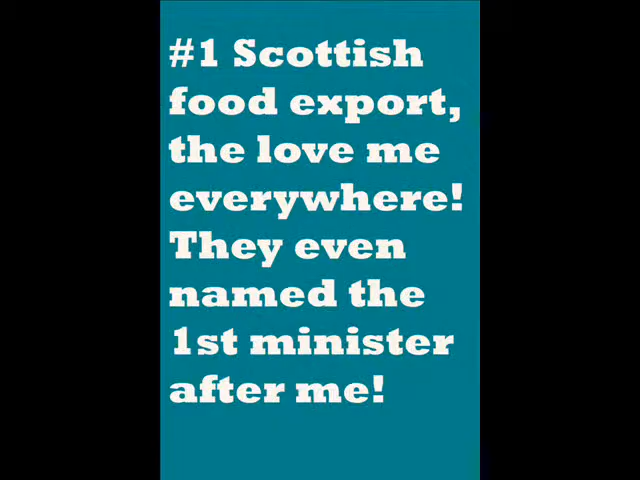 #1 Scottish
food export,
the love me
everywhere!
They even
named the
1st minister
after me!